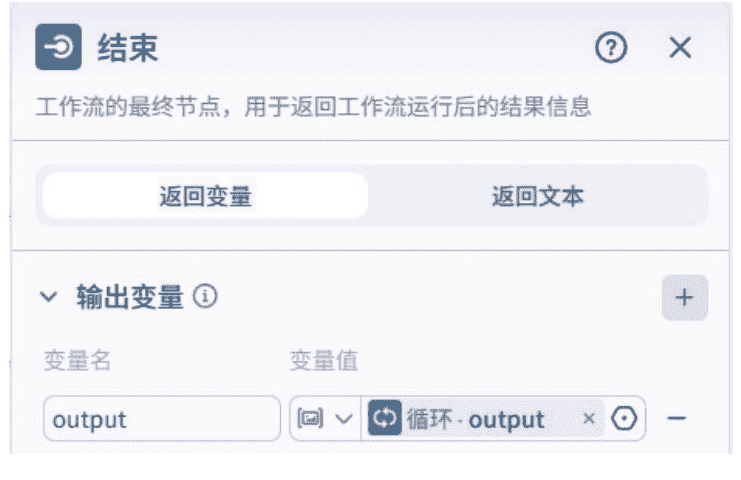 结束
工作流的最终节点，用于返回工作流运行后的结果信息
返回变量 返回文本
输出变量
变量名 变量值
output 循环 · output